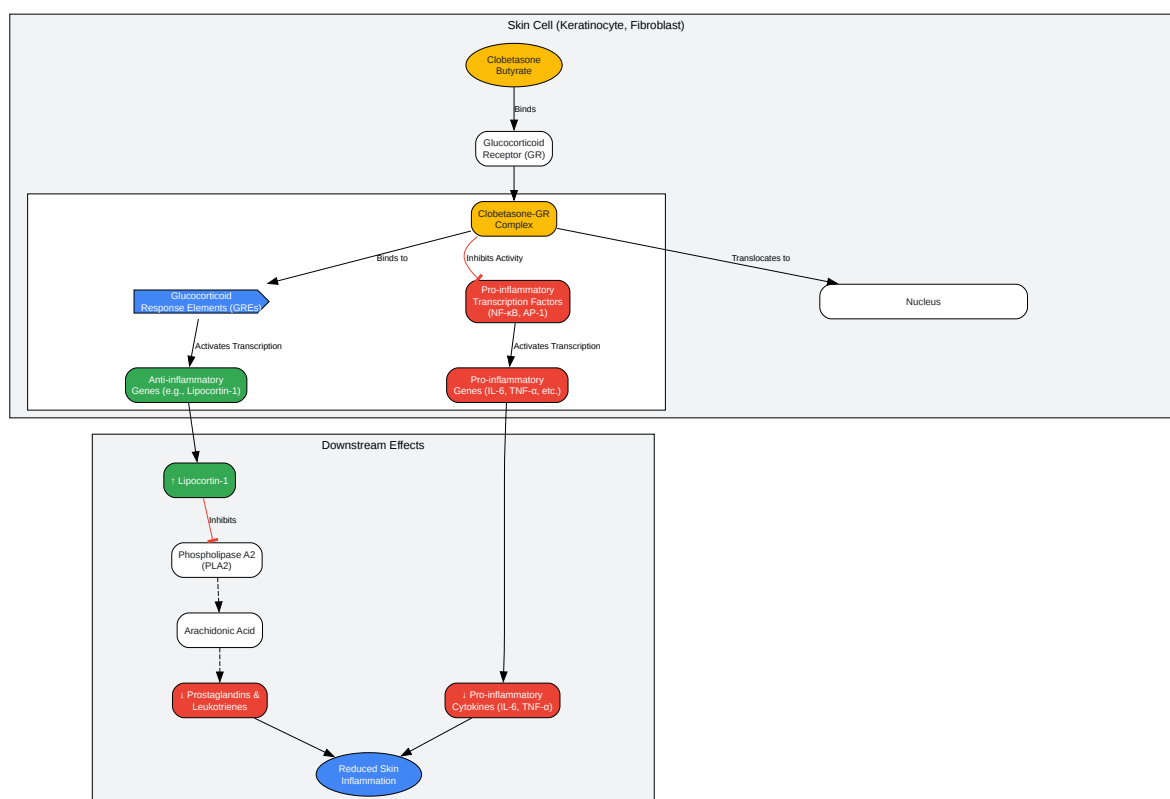 Skin Cell (Keratinocyte, Fibroblast)
Clobetasone
Butyrate
Binds
Glucocorticoid
Receptor (GR)
Clobetasone-GR
Complex
Binds to
Inhibits Activity
Translocates to
Glucocorticoid
Response Elements (GREs)
Pro-inflammatory
Transcription Factors
(NF-κB, AP-1)
Nucleus
Activates Transcription
Activates Transcription
Anti-inflammatory
Genes (e.g., Lipocortin-1)
Pro-inflammatory
Genes (IL-6, TNF-α, etc.)
Downstream Effects
↑ Lipocortin-1
Inhibits
Phospholipase A2
(PLA2)
Arachidonic Acid
↓ Prostaglandins &
Leukotrienes
↓ Pro-inflammatory
Cytokines (IL-6, TNF-α)
Reduced Skin
Inflammation